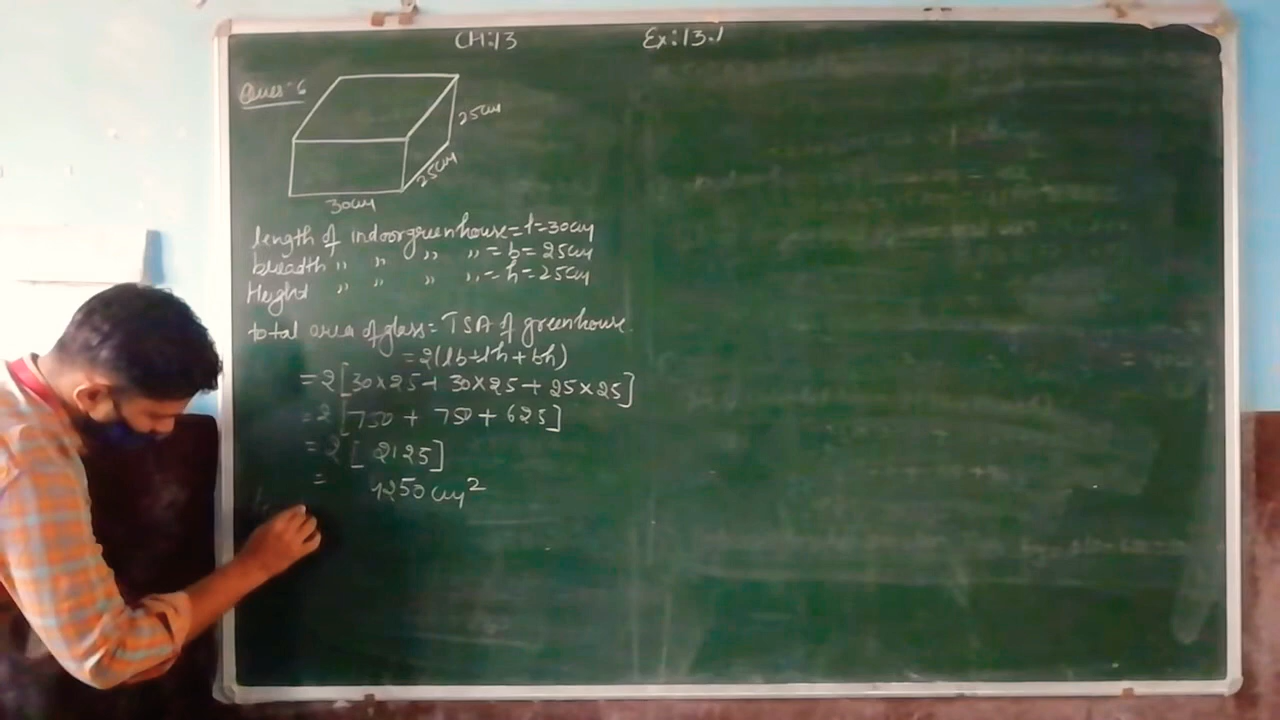 CH:13 Ex:13.1
Ques:6
25cm
25cm
30cm
length of indoor greenhouse = l = 30cm
breadth " " " " = b = 25cm
Height " " " " = h = 25cm
total area of glass = TSA of greenhouse.
= 2(lb+lh+bh)
= 2[30×25+ 30×25+ 25×25]
= 2[750 + 750 + 625]
= 2[2125]
= 4250 cm²